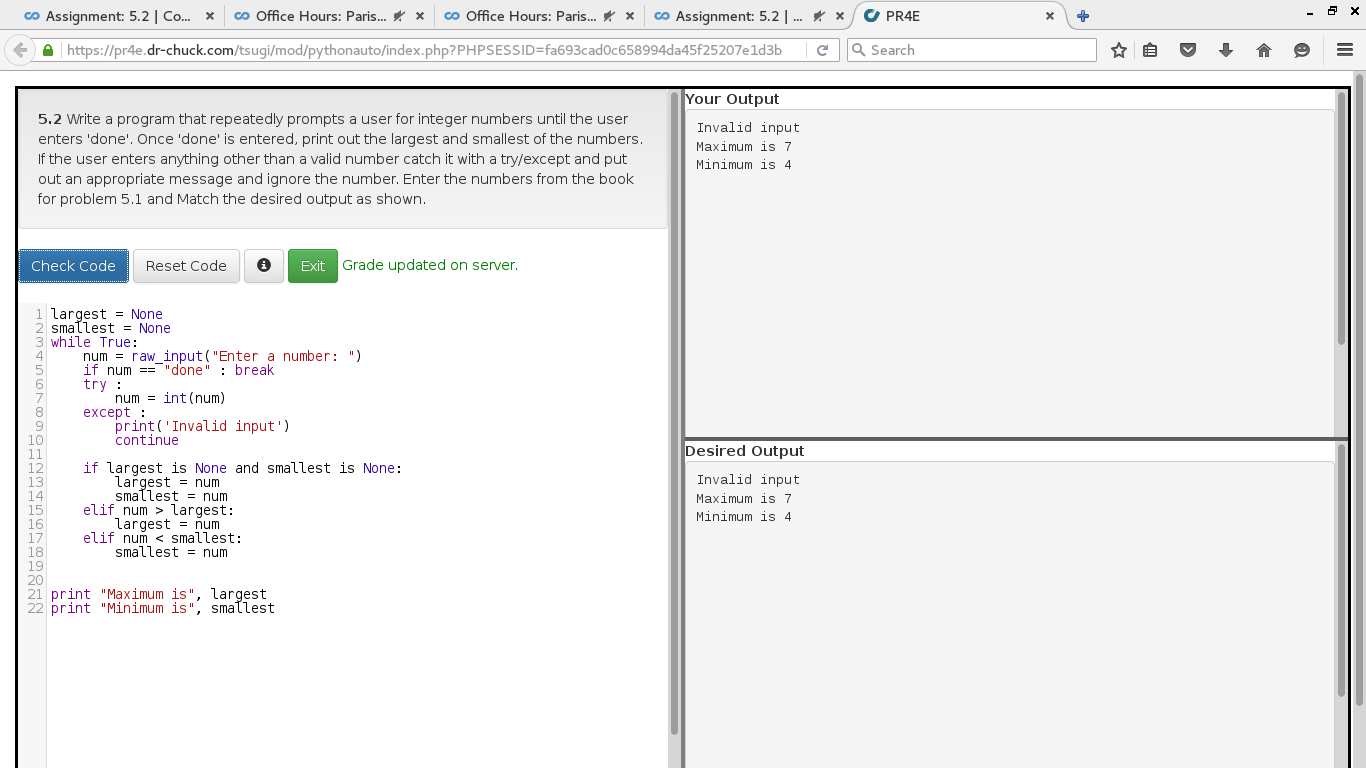 Assignment: 5.2 | Co...
Office Hours: Paris...
Office Hours: Paris...
Assignment: 5.2 | ...
PR4E
https://pr4e.dr-chuck.com/tsugi/mod/pythonauto/index.php?PHPSESSID=fa693cad0c658994da45f25207e1d3b
Search
5.2 Write a program that repeatedly prompts a user for integer numbers until the user
enters 'done'. Once 'done' is entered, print out the largest and smallest of the numbers.
If the user enters anything other than a valid number catch it with a try/except and put
out an appropriate message and ignore the number. Enter the numbers from the book
for problem 5.1 and Match the desired output as shown.
Check Code
Reset Code
Exit
Grade updated on server.
1 largest = None
2 smallest = None
3 while True:
4     num = raw_input("Enter a number: ")
5     if num == "done" : break
6     try :
7         num = int(num)
8     except :
9         print('Invalid input')
10         continue
11
12     if largest is None and smallest is None:
13         largest = num
14         smallest = num
15     elif num > largest:
16         largest = num
17     elif num < smallest:
18         smallest = num
19
20
21 print "Maximum is", largest
22 print "Minimum is", smallest
Your Output
Invalid input
Maximum is 7
Minimum is 4
Desired Output
Invalid input
Maximum is 7
Minimum is 4